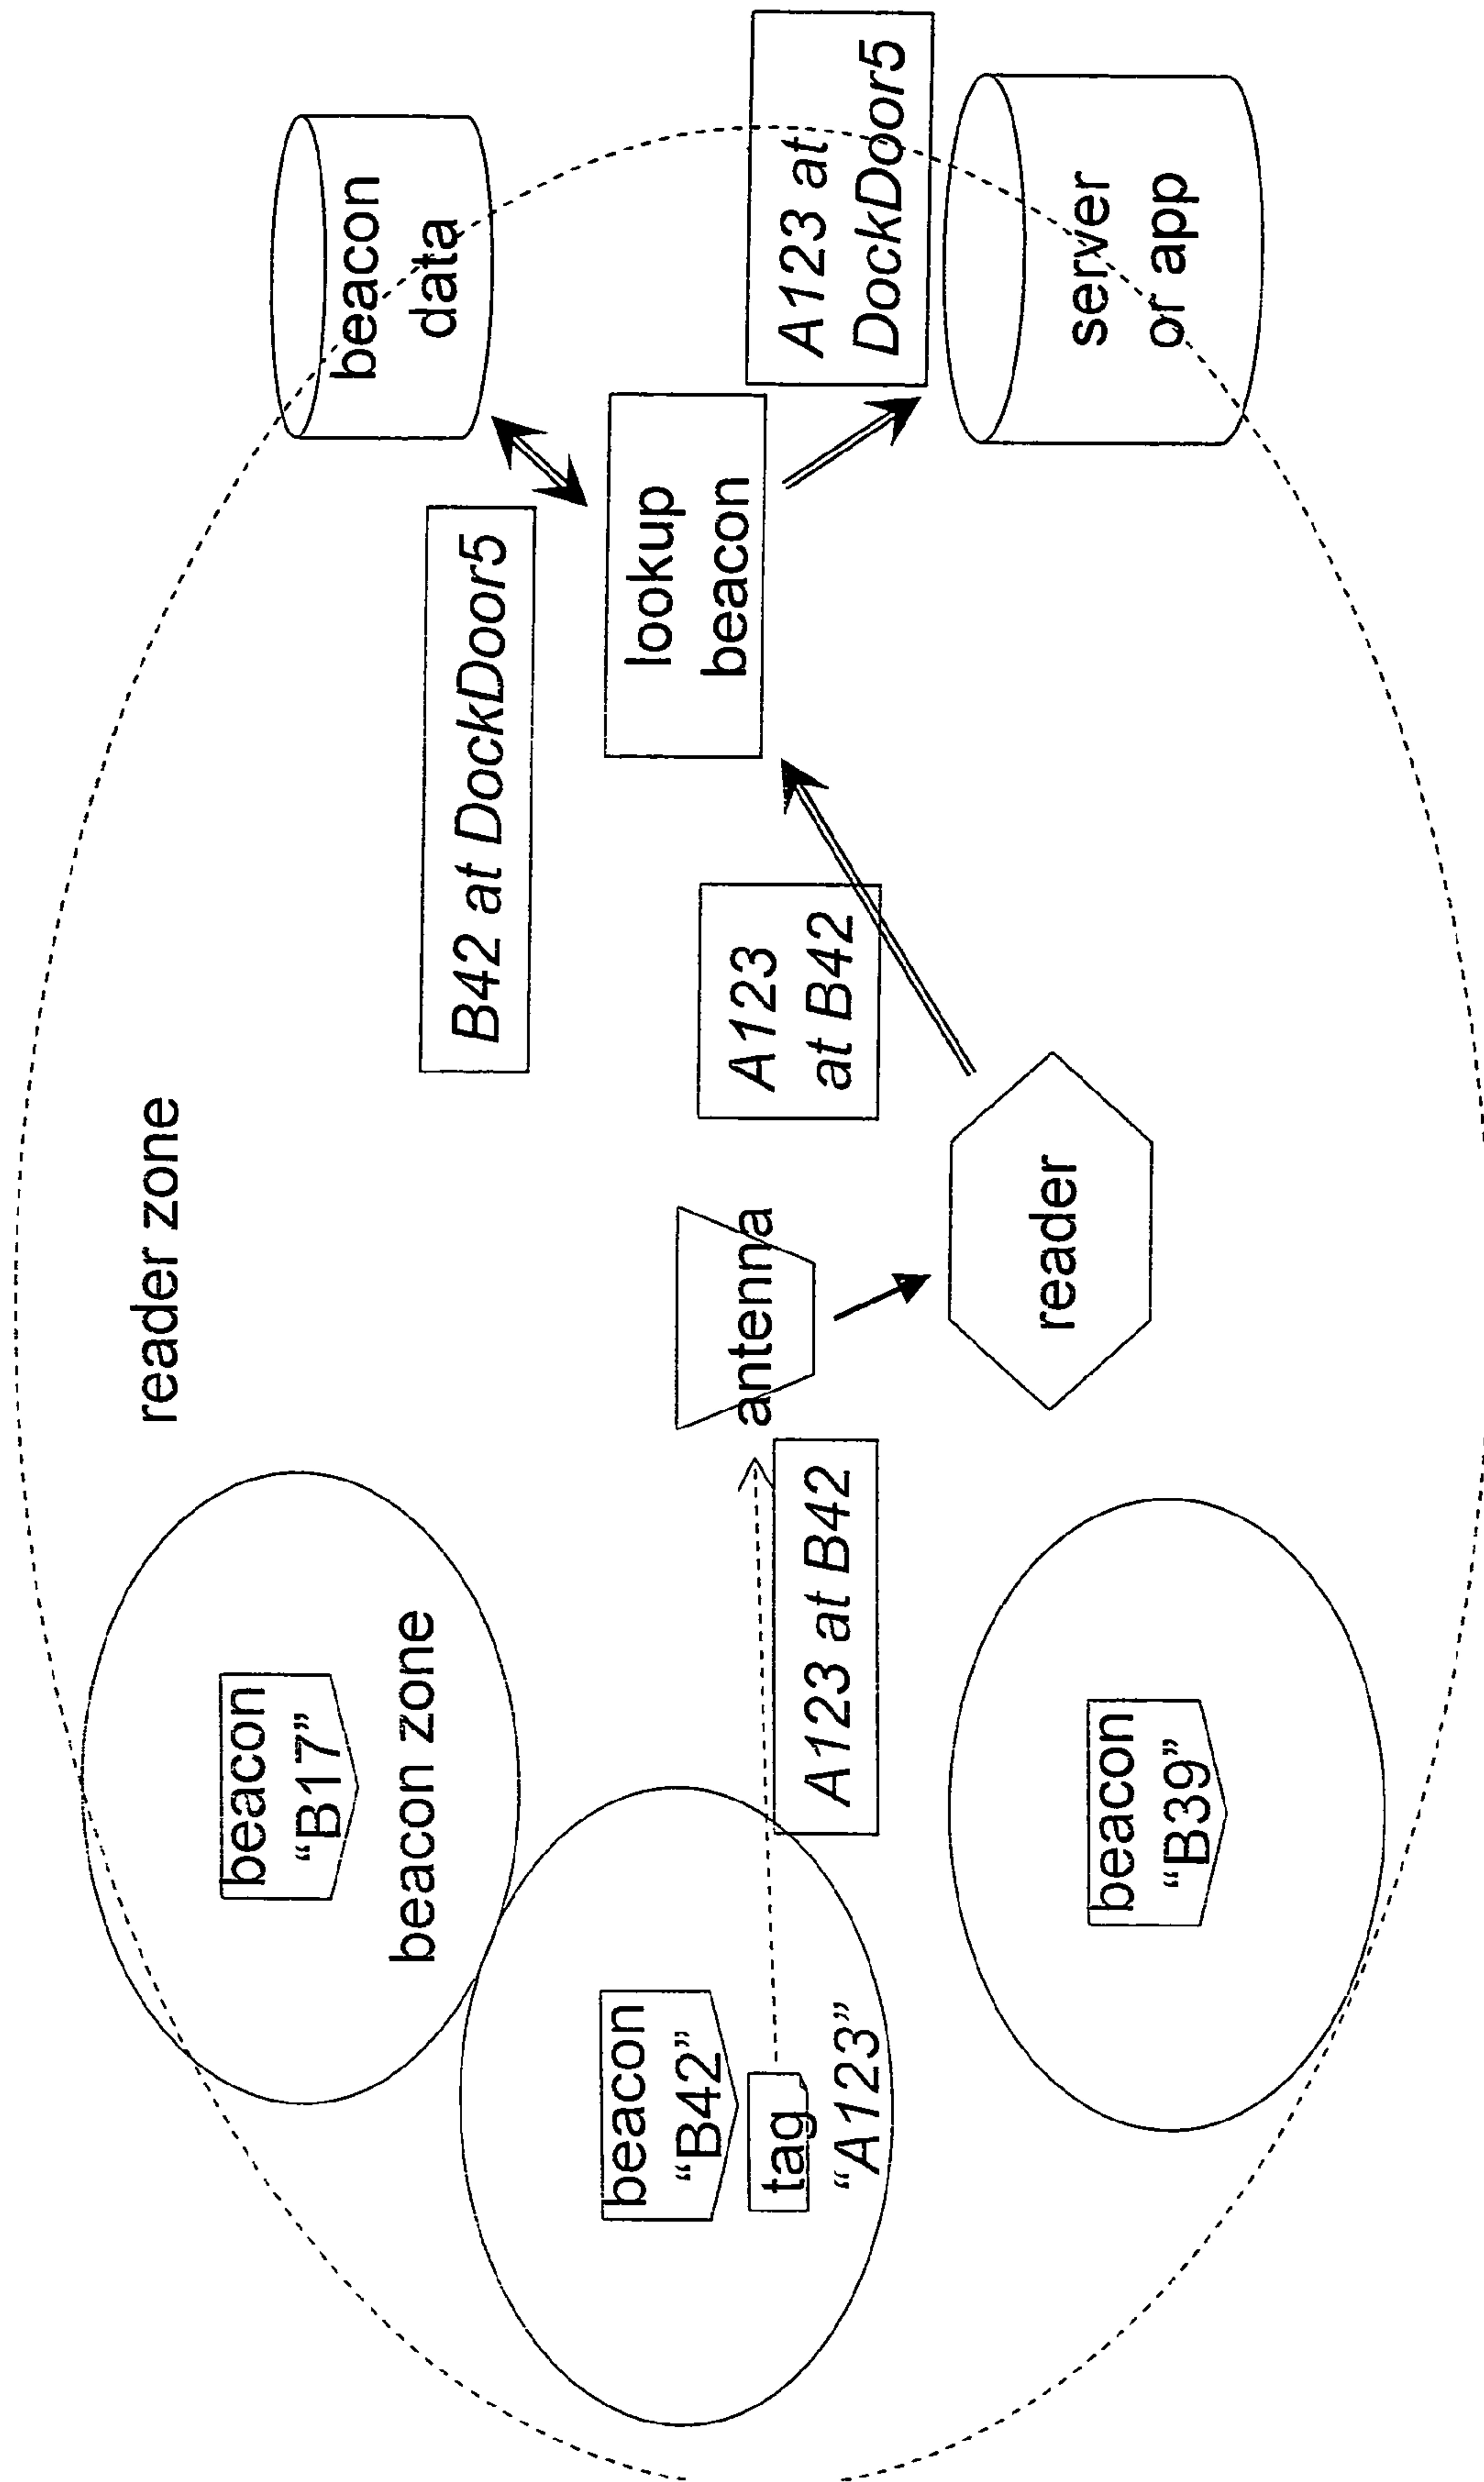 reader zone
beacon
“B17”
beacon zone
beacon
“B42”
tag
“A123”
beacon
“B39”
A123 at B42
antenna
reader
A123
at B42
B42 at DockDoor5
lookup
beacon
beacon
data
A123 at
DockDoor5
server
or app